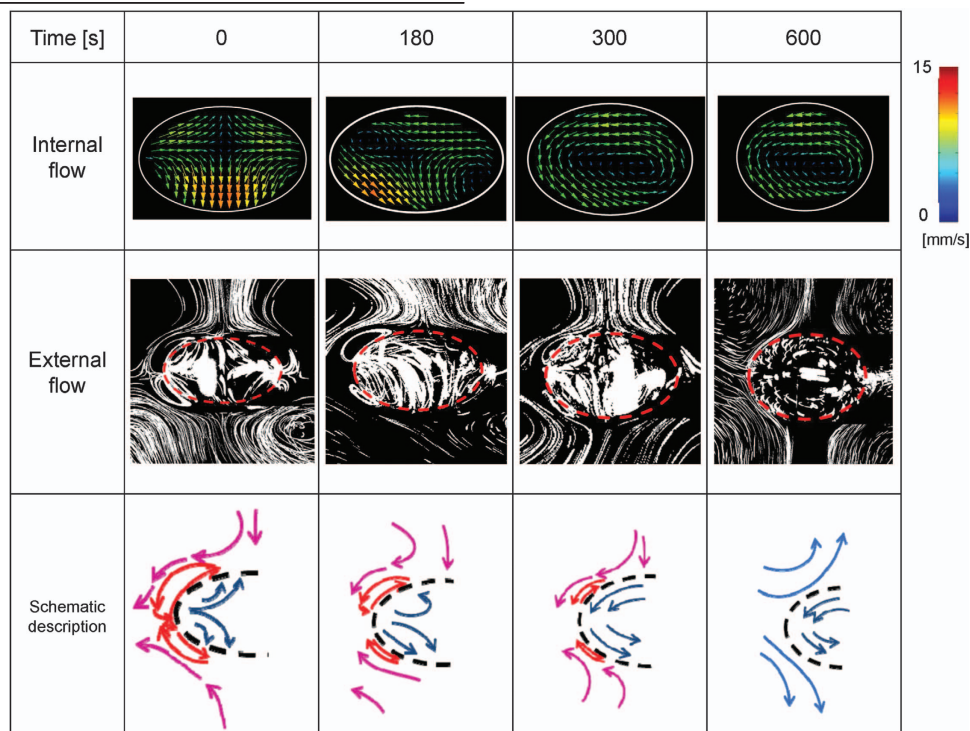 Time [s] 0 180 300 600
15
Internal
flow
0
[mm/s]
External
flow
Schematic
description